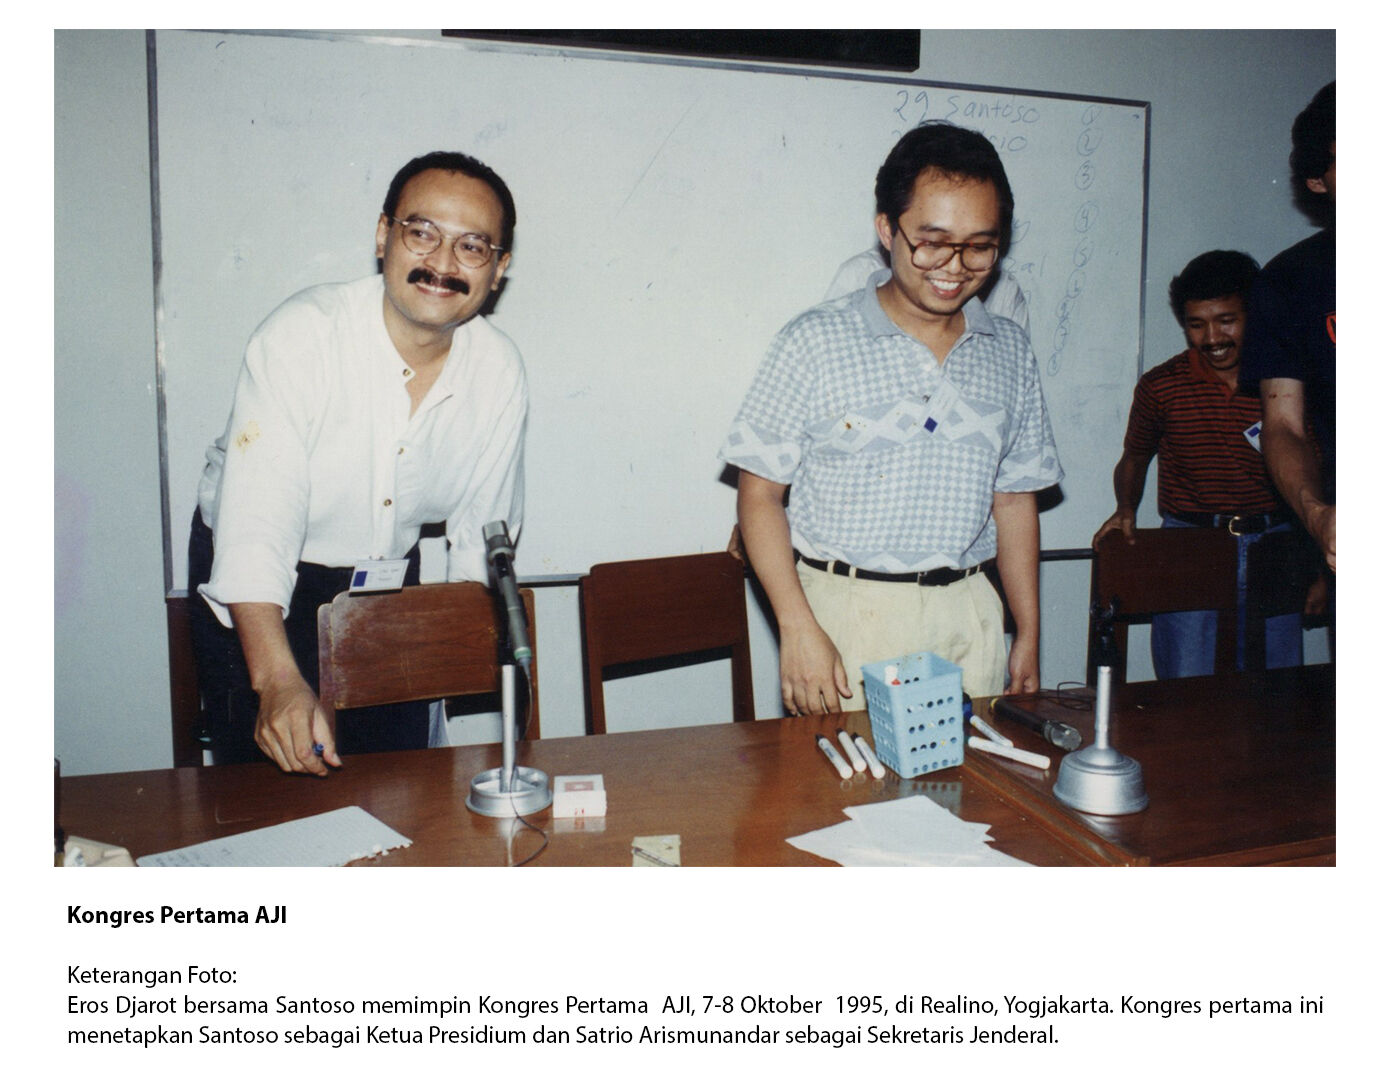 29 Santoso
Kongres Pertama AJI
Keterangan Foto:
Eros Djarot bersama Santoso memimpin Kongres Pertama AJI, 7-8 Oktober 1995, di Realino, Yogjakarta. Kongres pertama ini
menetapkan Santoso sebagai Ketua Presidium dan Satrio Arismunandar sebagai Sekretaris Jenderal.